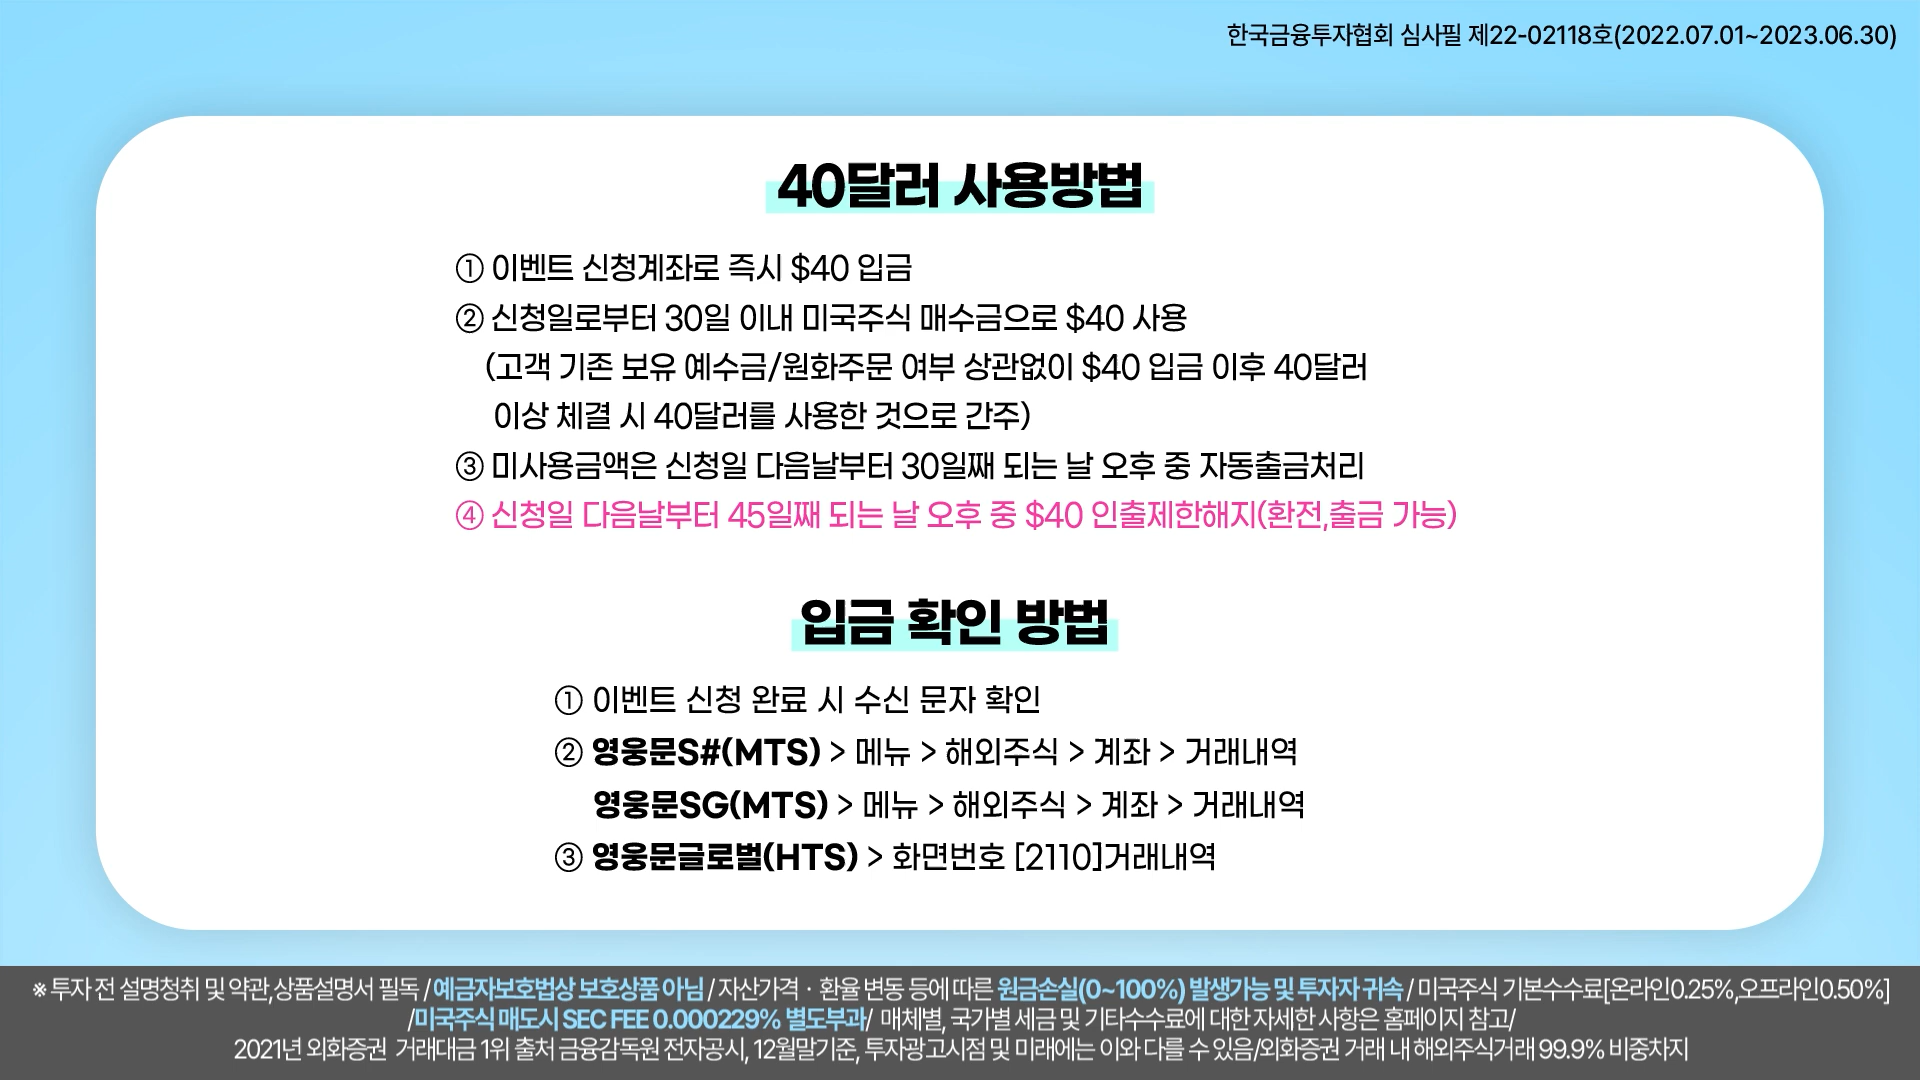 한국금융투자협회 심사필 제22-02118호(2022.07.01~2023.06.30)
40달러 사용방법
① 이벤트 신청계좌로 즉시 $40 입금
② 신청일로부터 30일 이내 미국주식 매수금으로 $40 사용
(고객 기존 보유 예수금/원화주문 여부 상관없이 $40 입금 이후 40달러
이상 체결 시 40달러를 사용한 것으로 간주)
③ 미사용금액은 신청일 다음날부터 30일째 되는 날 오후 중 자동출금처리
④ 신청일 다음날부터 45일째 되는 날 오후 중 $40 인출제한해지(환전,출금 가능)
입금 확인 방법
① 이벤트 신청 완료 시 수신 문자 확인
② 영웅문S#(MTS) > 메뉴 > 해외주식 > 계좌 > 거래내역
영웅문SG(MTS) > 메뉴 > 해외주식 > 계좌 > 거래내역
③ 영웅문글로벌(HTS) > 화면번호 [2110]거래내역
※ 투자 전 설명청취 및 약관,상품설명서 필독 / 예금자보호법상 보호상품 아님 / 자산가격 · 환율 변동 등에 따른 원금손실(0~100%) 발생가능 및 투자자 귀속 / 미국주식 기본수수료[온라인0.25%,오프라인0.50%]
/미국주식 매도시 SEC FEE 0.000229% 별도부과/ 매체별, 국가별 세금 및 기타수수료에 대한 자세한 사항은 홈페이지 참고/
2021년 외화증권 거래대금 1위 출처 금융감독원 전자공시, 12월말기준, 투자광고시점 및 미래에는 이와 다를 수 있음/외화증권 거래 내 해외주식거래 99.9% 비중차지